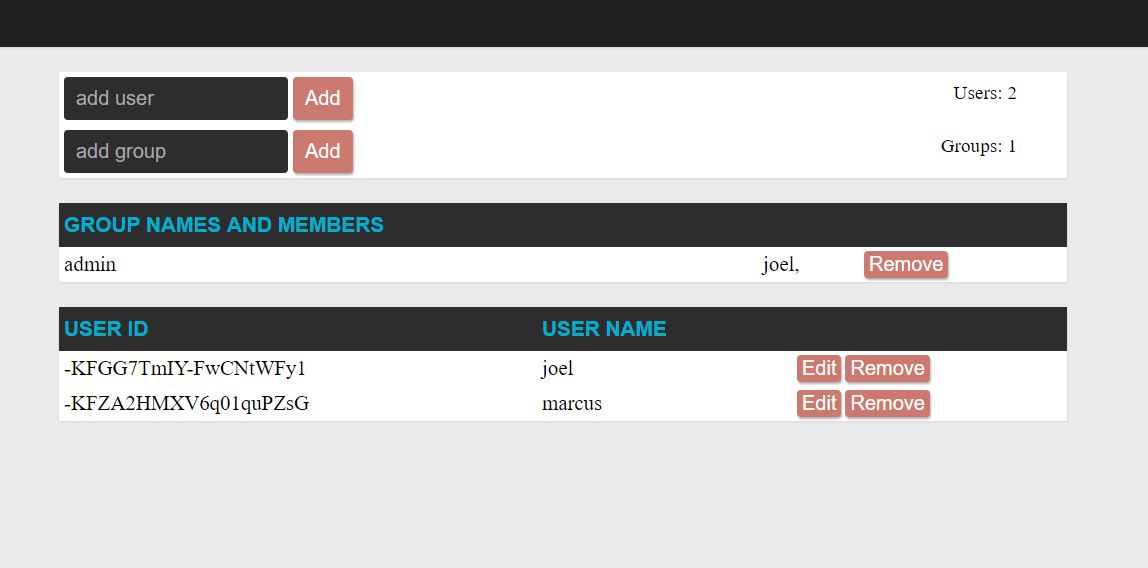 add user Add Users: 2
add group Add Groups: 1
GROUP NAMES AND MEMBERS
admin joel, Remove
USER ID USER NAME
-KFGG7TmIY-FwCNtWFy1 joel Edit Remove
-KFZA2HMXV6q01quPZsG marcus Edit Remove